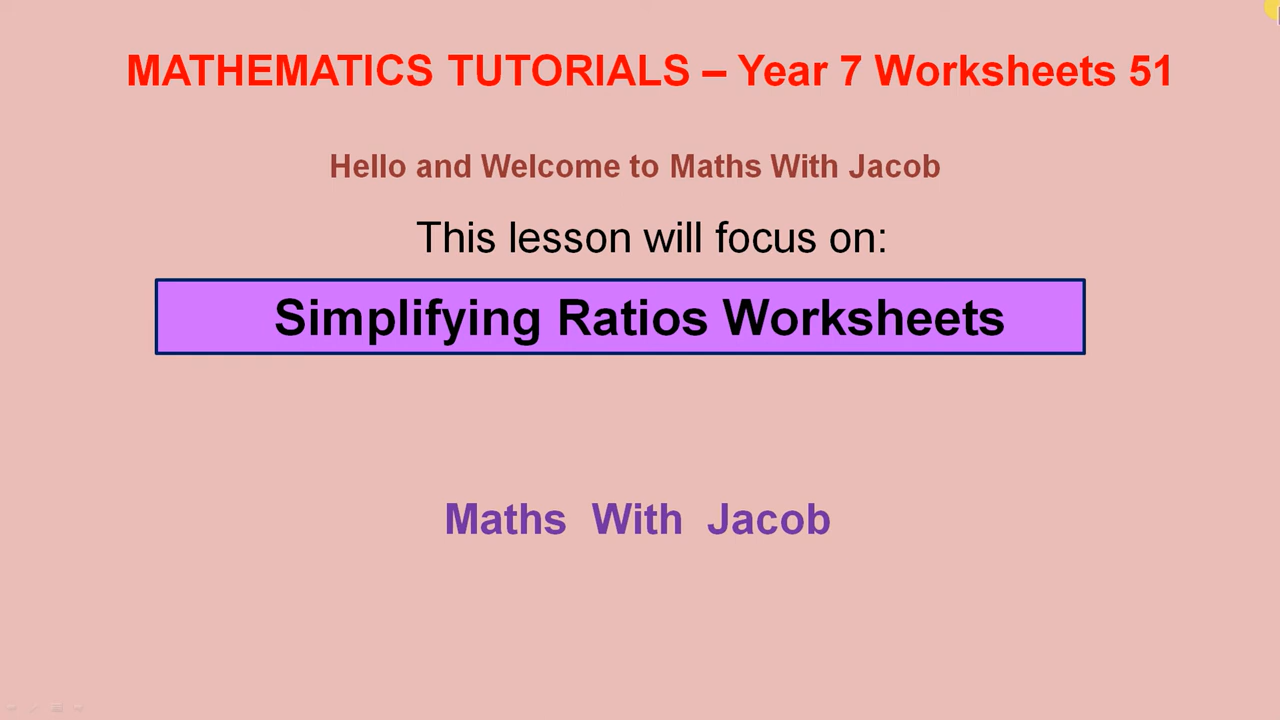 MATHEMATICS TUTORIALS – Year 7 Worksheets 51
Hello and Welcome to Maths With Jacob
This lesson will focus on:
Simplifying Ratios Worksheets
Maths With Jacob